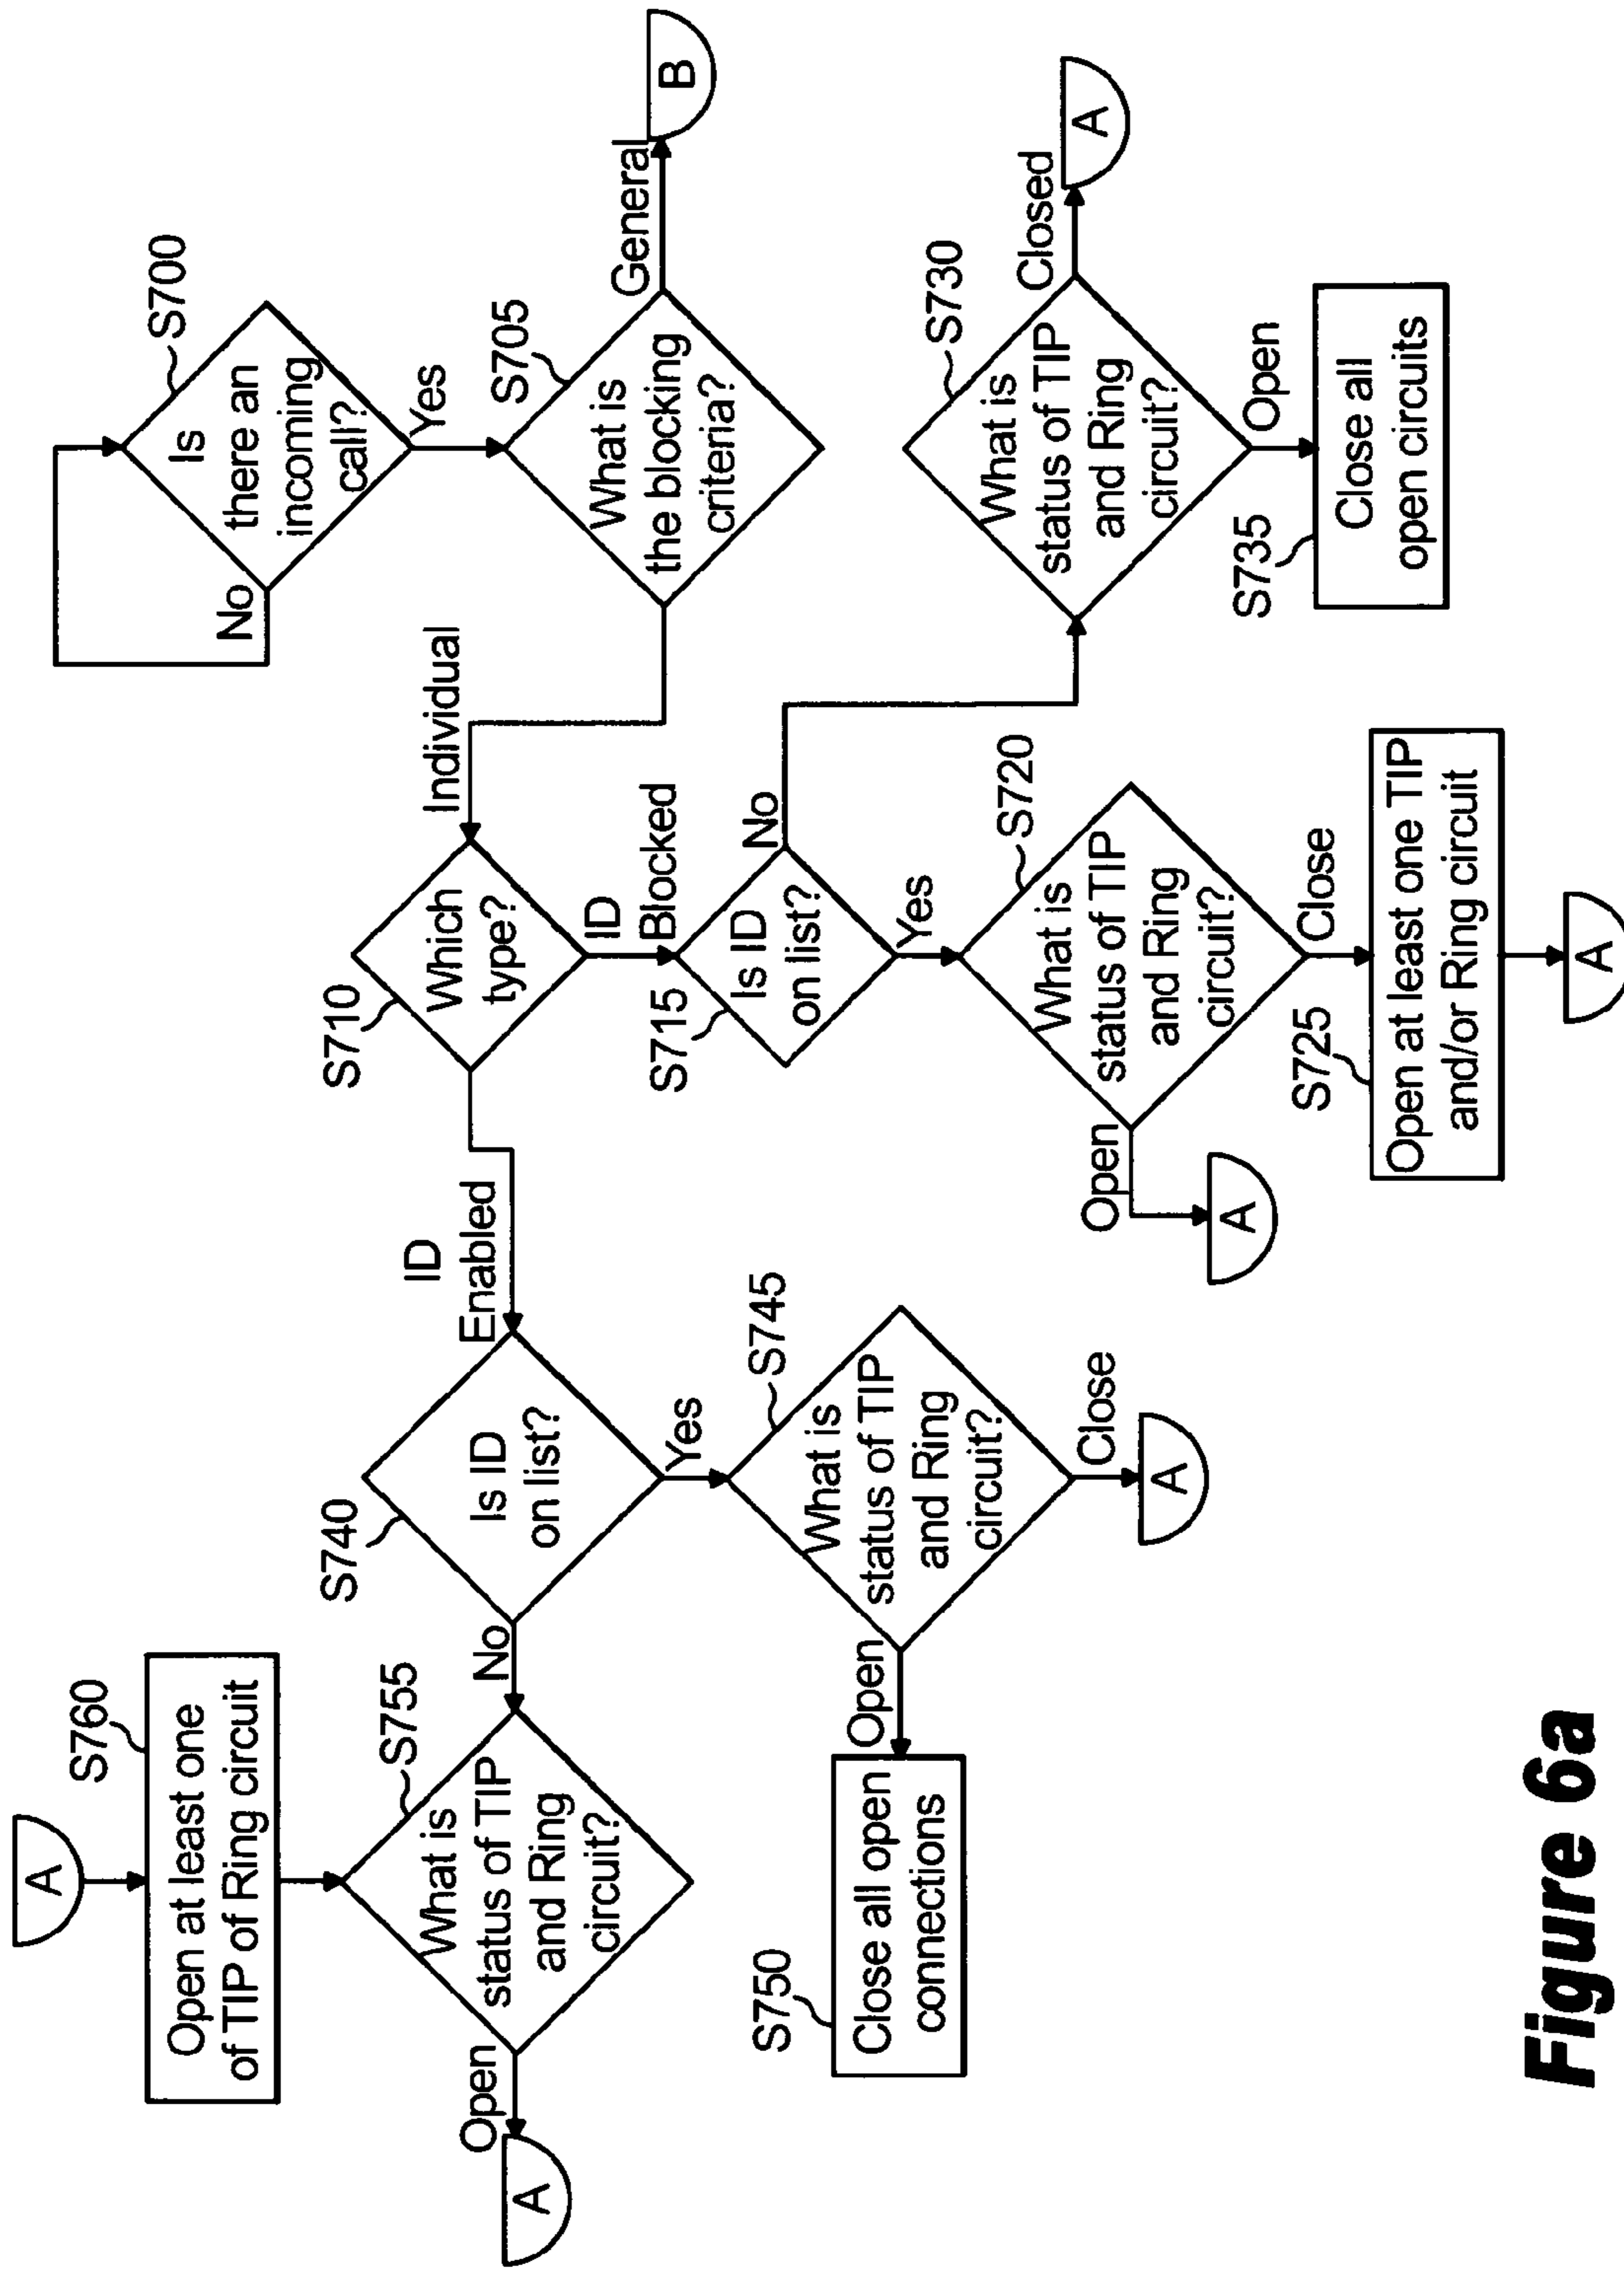 S700
Is
there an
incoming
call?
No
Yes
S705
What is
the blocking
criteria?
General
B
Individual
S710
Which
type?
ID
Blocked
S715
Is ID
on list?
No
Yes
S730
What is
status of TIP
and Ring
circuit?
Closed
A
Open
S735
Close all
open circuits
S720
What is
status of TIP
and Ring
circuit?
Open
A
Close
S725
Open at least one TIP
and/or Ring circuit
A
ID
Enabled
S740
Is ID
on list?
No
Yes
S745
What is
status of TIP
and Ring
circuit?
Close
A
Open
S750
Close all open
connections
A
S760
Open at least one
of TIP of Ring circuit
S755
What is
status of TIP
and Ring
circuit?
Open
A
Figure 6a